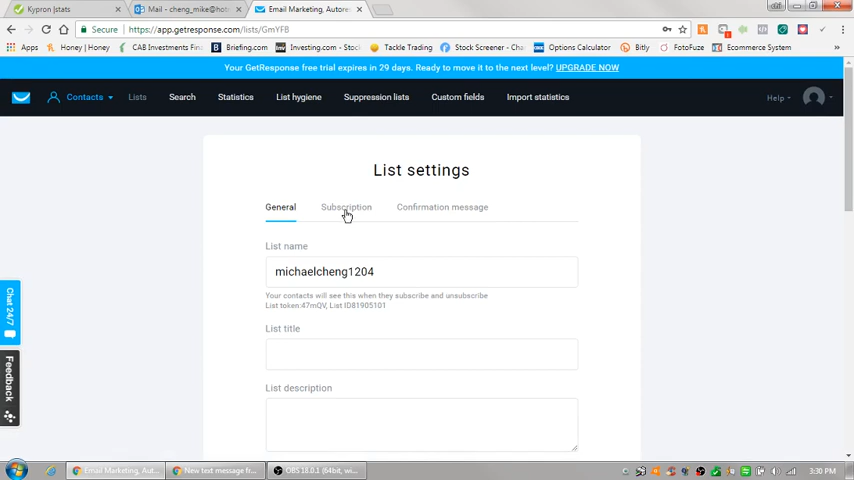 Kypron |stats
Mail - cheng_mike@hot
Email Marketing, Autore
Secure
https://app.getresponse.com/lists/GmYFB
Apps
Honey | Honey
CAB Investments Fin
Briefing.com
Investing.com - Stock
Tackle Trading
Stock Screener - Cha
Options Calculator
Bitly
FotoFuze
Ecommerce System
Your GetResponse free trial expires in 29 days. Ready to move it to the next level? UPGRADE NOW
Contacts
Lists
Search
Statistics
List hygiene
Suppression lists
Custom fields
Import statistics
Help
List settings
General
Subscription
Confirmation message
List name
michaelcheng1204
Your contacts will see this when they subscribe and unsubscribe
List token:47mQV, List ID81905101
List title
List description
Chat 24/7
Feedback
Email Marketing, Aut...
New text message fr...
OBS 18.0.1 (64bit, wi...
3:30 PM